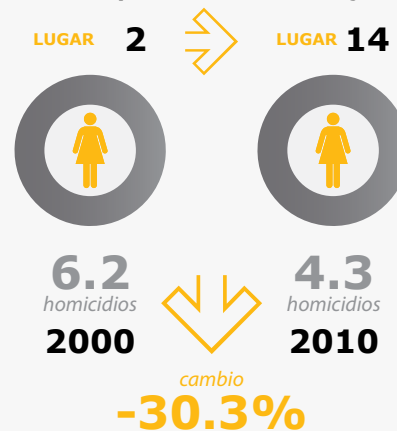 LUGAR 2 LUGAR 14
6.2 4.3
homicidios homicidios
2000 2010
cambio
-30.3%